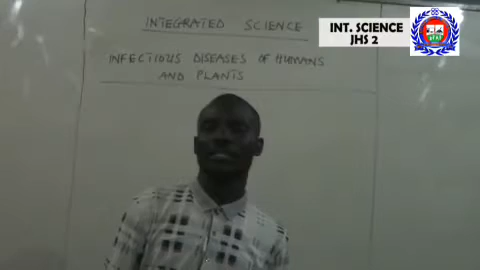 INTEGRATED SCIENCE
INT. SCIENCE
JHS 2
INFECTIOUS DISEASES OF HUMANS
AND PLANTS